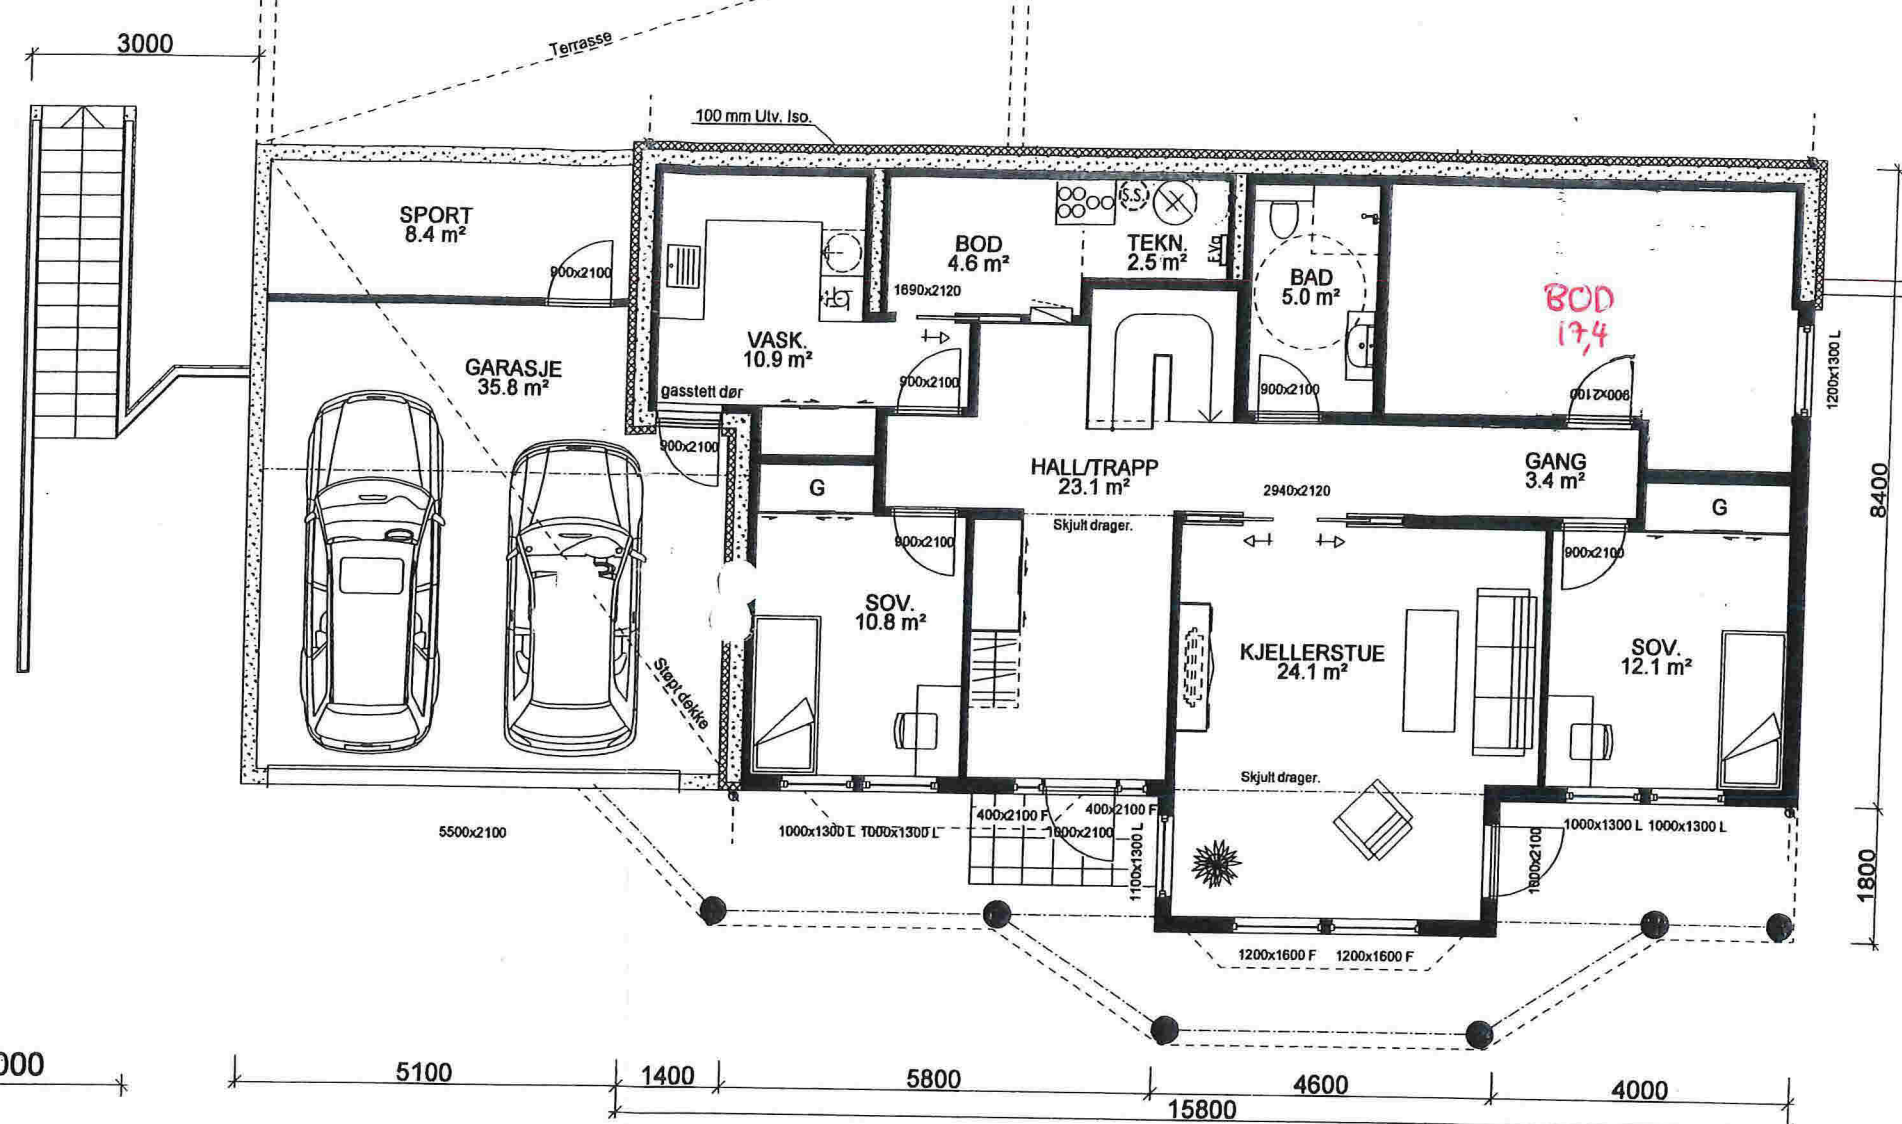 3000
Terrasse
100 mm Utv. Iso.
SPORT
8.4 m²
900x2100
GARASJE
35.8 m²
gasstett dør
900x2100
VASK.
10.9 m²
900x2100
BOD
4.6 m²
1690x2120
S.S.
TEKN.
2.5 m²
F.Vg
BAD
5.0 m²
900x2100
BOD
17,4
900x2100
1200x1300 L
8400
G
HALL/TRAPP
23.1 m²
2940x2120
GANG
3.4 m²
G
Skjult drager.
900x2100
900x2100
SOV.
10.8 m²
KJELLERSTUE
24.1 m²
SOV.
12.1 m²
Støpt dekke
Skjult drager.
5500x2100
1000x1300 L 1000x1300 L
400x2100 F
400x2100 F
1000x2100
1100x1300 L
1000x2100
1000x1300 L 1000x1300 L
1800
1200x1600 F 1200x1600 F
000
5100
1400
5800
4600
4000
15800